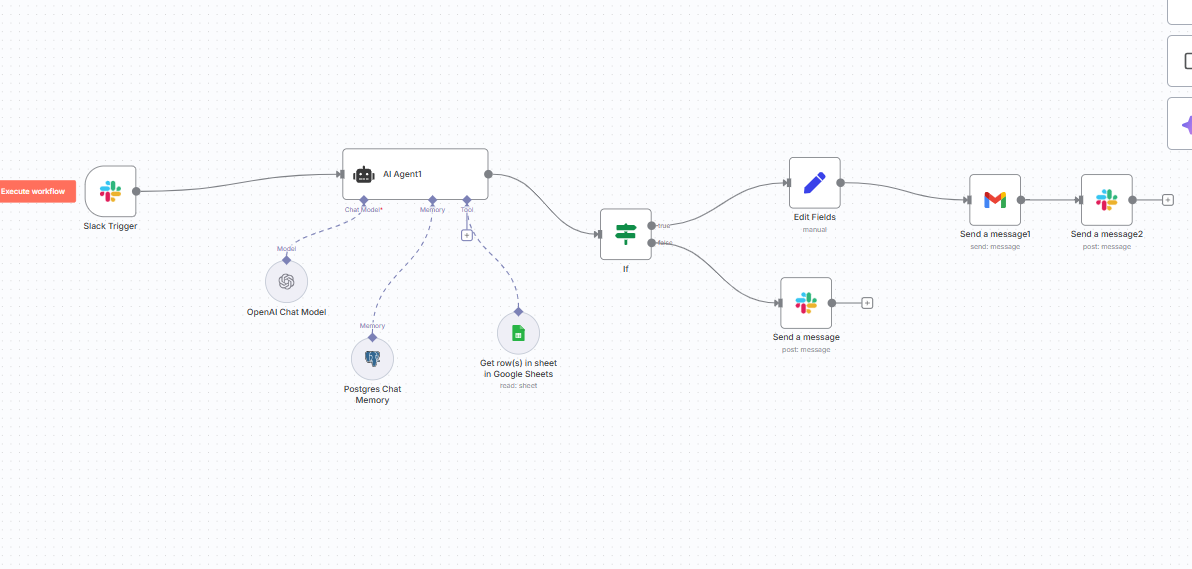 Execute workflow
Slack Trigger
AI Agent1
Chat Model*
Memory
Tool
Model
OpenAI Chat Model
Memory
Postgres Chat
Memory
Get row(s) in sheet
in Google Sheets
read: sheet
true
false
If
Edit Fields
manual
Send a message
post: message
Send a message1
send: message
Send a message2
post: message